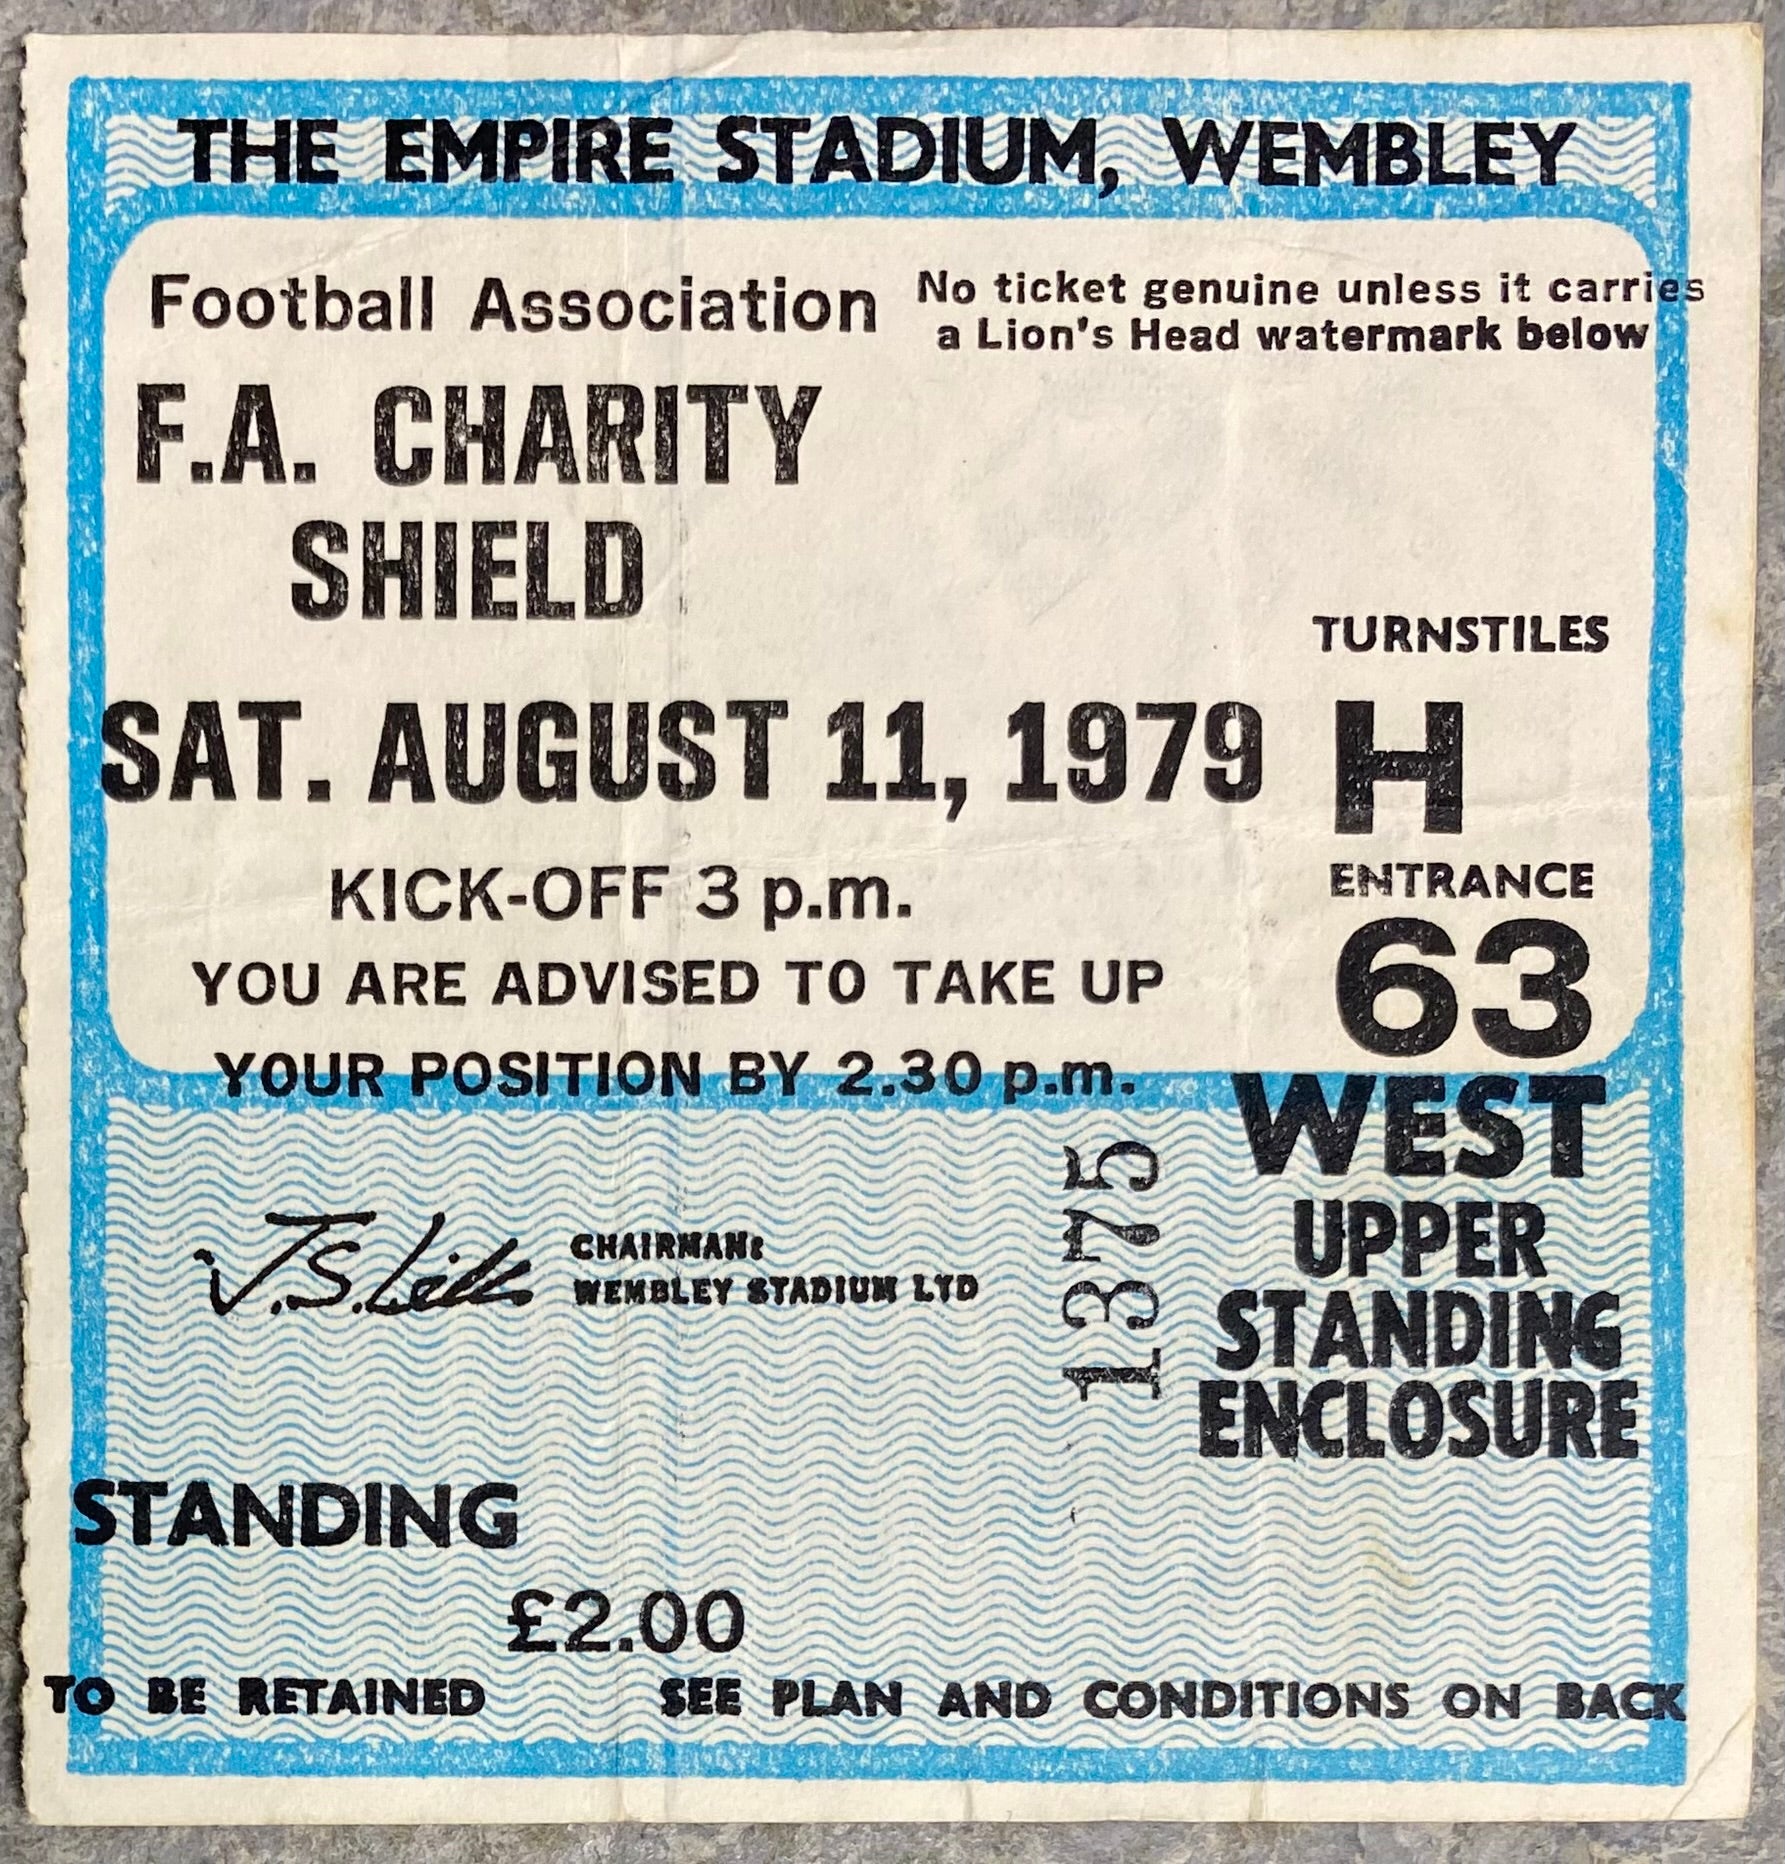 THE EMPIRE STADIUM, WEMBLEY
Football Association
No ticket genuine unless it carries
a Lion's Head watermark below
F.A. CHARITY
SHIELD
TURNSTILES
SAT. AUGUST 11, 1979
H
KICK-OFF 3 p.m.
ENTRANCE
63
YOU ARE ADVISED TO TAKE UP
YOUR POSITION BY 2.30 p.m.
WEST
UPPER
STANDING
ENCLOSURE
1375
CHAIRMAN:
WEMBLEY STADIUM LTD
STANDING
£2.00
TO BE RETAINED
SEE PLAN AND CONDITIONS ON BACK